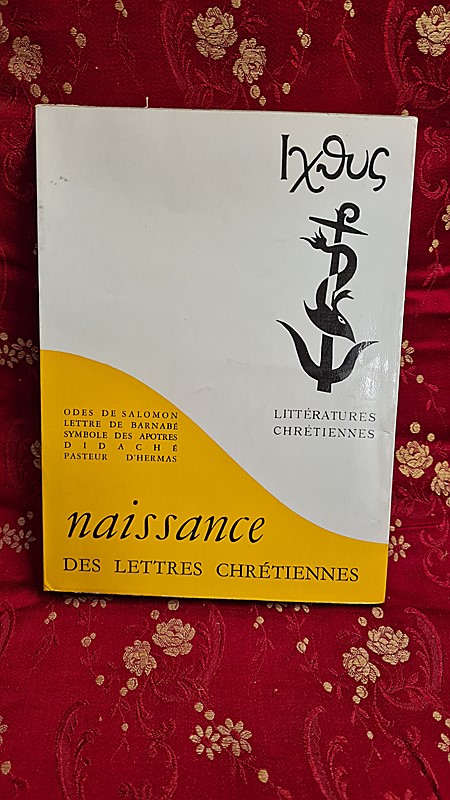 Ιχθυς
LITTÉRATURES
CHRÉTIENNES
ODES DE SALOMON
LETTRE DE BARNABÉ
SYMBOLE DES APOTRES
DIDACHÉ
PASTEUR D'HERMAS
naissance
DES LETTRES CHRÉTIENNES